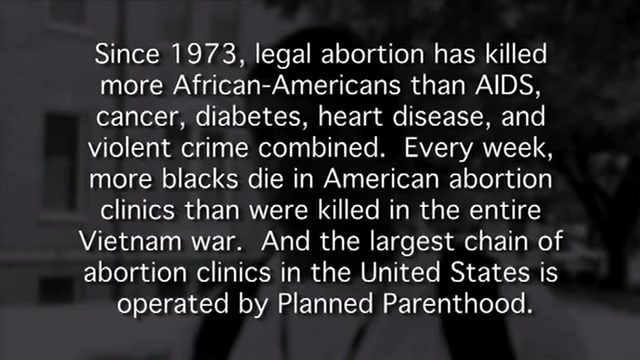 Since 1973, legal abortion has killed
more African-Americans than AIDS,
cancer, diabetes, heart disease, and
violent crime combined.  Every week,
more blacks die in American abortion
clinics than were killed in the entire
Vietnam war.  And the largest chain of
abortion clinics in the United States is
operated by Planned Parenthood.